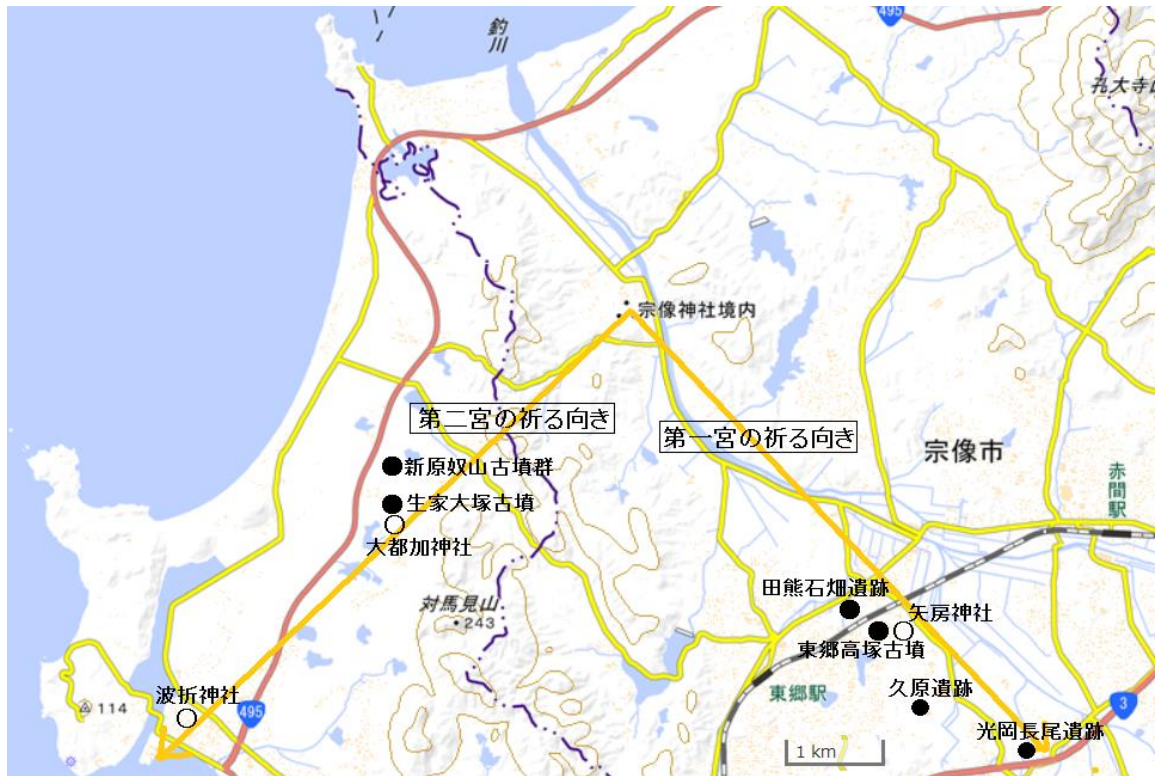 495
釣川
孔大寺山
宗像神社境内
第二宮の祈る向き
第一宮の祈る向き
宗像市
新原奴山古墳群
生家大塚古墳
大都加神社
赤間駅
対馬見山
243
田熊石畑遺跡
矢房神社
東郷高塚古墳
東郷駅
久原遺跡
波折神社
114
495
3
光岡長尾遺跡
1 km